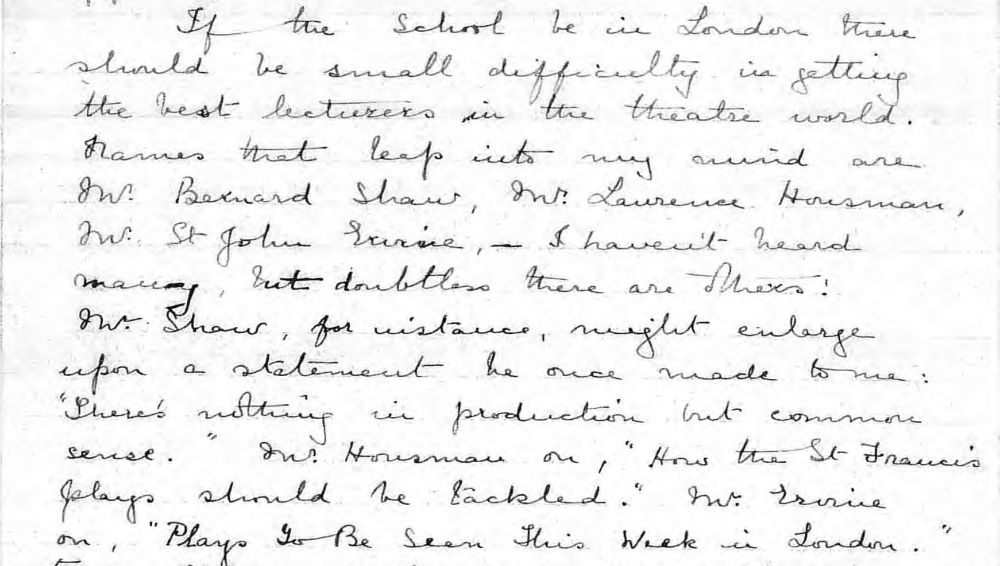 If the School be in London there
should be small difficulty in getting
the best lecturers in the theatre world.
Names that leap into my mind are
Mr. Bernard Shaw, Mr. Laurence Housman,
Mr. St John Ervine, — I haven't heard
many, but doubtless there are others!
Mr. Shaw, for instance, might enlarge
upon a statement he once made to me:
"There's nothing in production but common
sense." Mr. Housman on, "How the St Francis
plays should be tackled." Mr. Ervine
on, "Plays To Be Seen This Week in London."